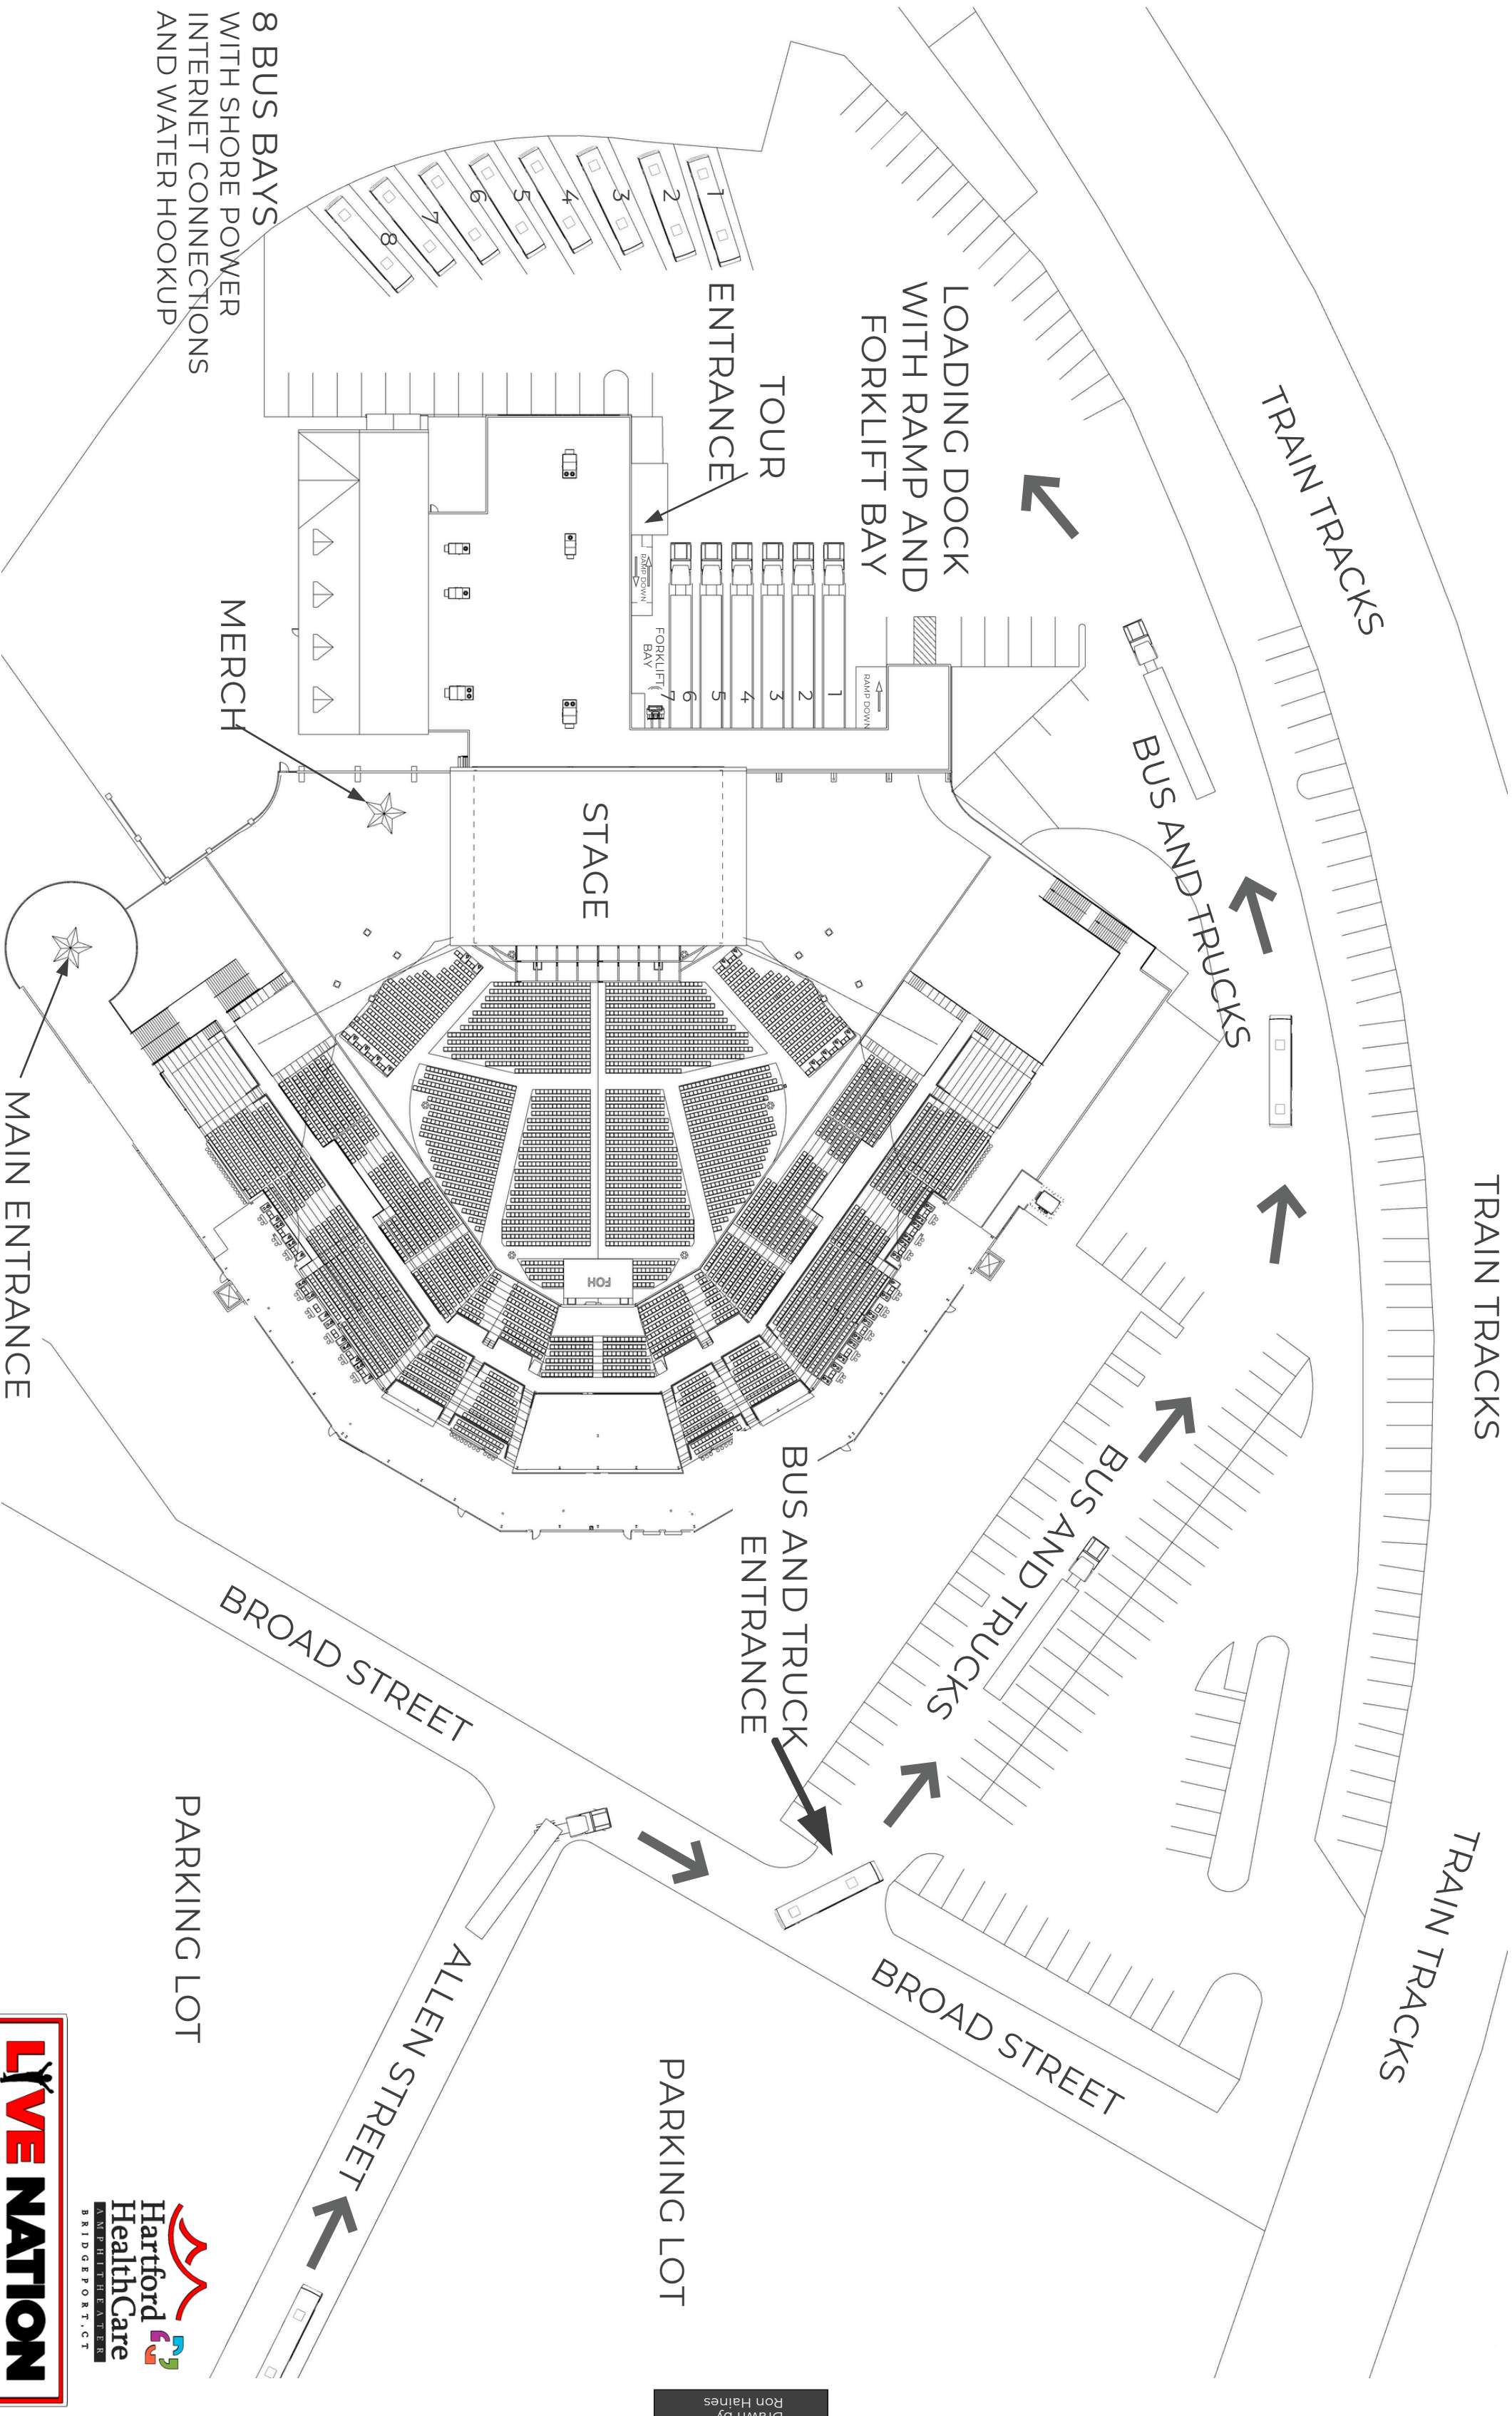 TRAIN TRACKS
TRAIN TRACKS
TRAIN TRACKS
LOADING DOCK
WITH RAMP AND
FORKLIFT BAY
BUS AND TRUCKS
BUS AND TRUCKS
TOUR
ENTRANCE
1
2
3
4
5
6
7
8
8 BUS BAYS
WITH SHORE POWER
INTERNET CONNECTIONS
AND WATER HOOKUP
RAMP DOWN
1
2
3
4
5
6
7
FORKLIFT
BAY
RAMP DOWN
STAGE
FOH
MERCH
MAIN ENTRANCE
BUS AND TRUCK
ENTRANCE
BROAD STREET
BROAD STREET
ALLEN STREET
PARKING LOT
PARKING LOT
Hartford
HealthCare
AMPHITHEATER
BRIDGEPORT, CT
LIVE NATION
Drawn by
Ron Haines